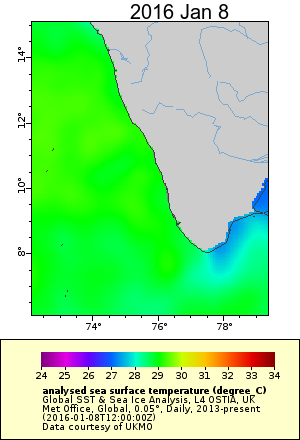 2016 Jan 8
14°
12°
10°
8°
74° 76° 78°
24 25 26 27 28 29 30 31 32 33 34
analysed sea surface temperature (degree_C)
Global SST & Sea Ice Analysis, L4 OSTIA, UK
Met Office, Global, 0.05°, Daily, 2013-present
(2016-01-08T12:00:00Z)
Data courtesy of UKMO